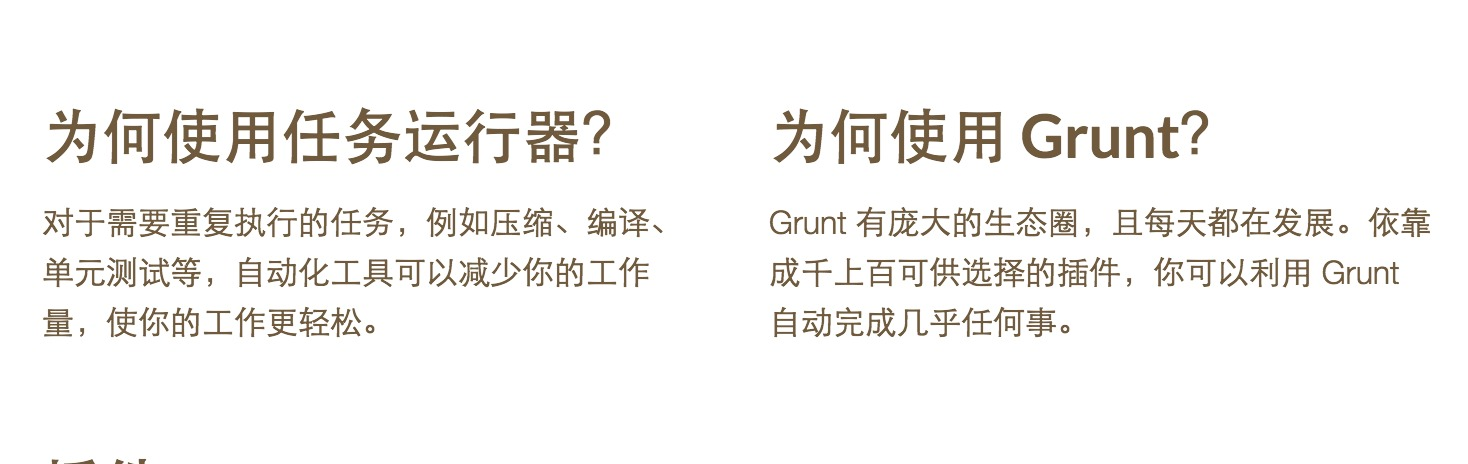 为何使用任务运行器？
对于需要重复执行的任务，例如压缩、编译、
单元测试等，自动化工具可以减少你的工作
量，使你的工作更轻松。
为何使用 Grunt？
Grunt 有庞大的生态圈，且每天都在发展。依靠
成千上百可供选择的插件，你可以利用 Grunt
自动完成几乎任何事。